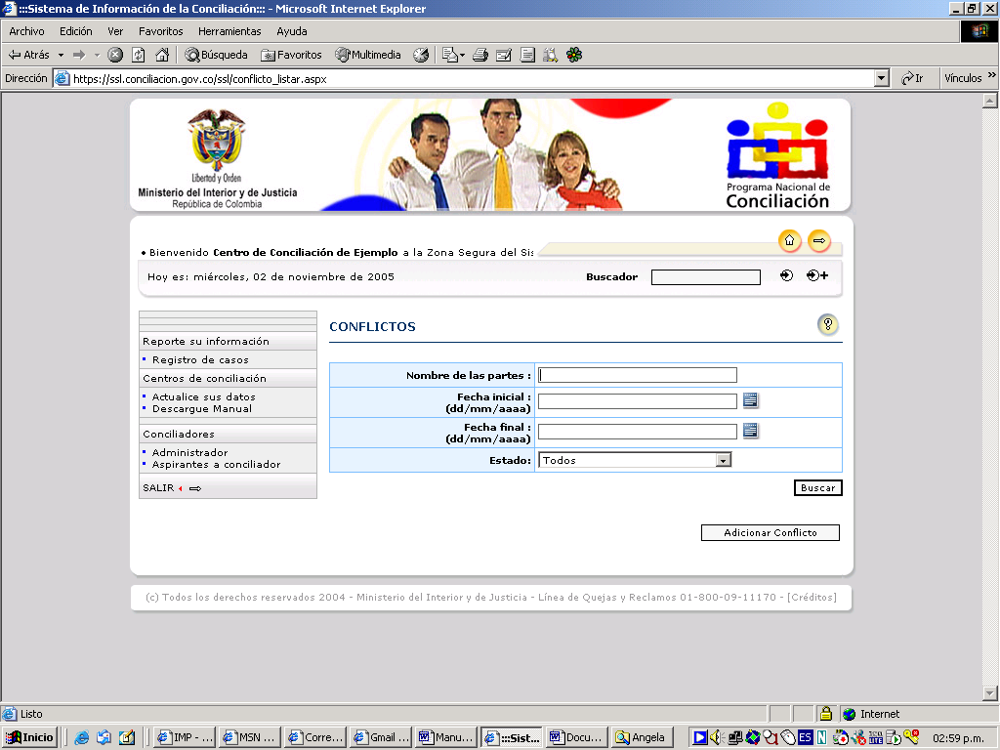 :::Sistema de Información de la Conciliación::: - Microsoft Internet Explorer
Archivo Edición Ver Favoritos Herramientas Ayuda
Atrás Búsqueda Favoritos Multimedia
Dirección https://ssl.conciliacion.gov.co/ssl/conflicto_listar.aspx Ir Vínculos »
Libertad y Orden
Ministerio del Interior y de Justicia
República de Colombia
Programa Nacional de
Conciliación
• Bienvenido Centro de Conciliación de Ejemplo a la Zona Segura del Sis
Hoy es: miércoles, 02 de noviembre de 2005 Buscador
Reporte su información
Registro de casos
Centros de conciliación
Actualice sus datos
Descargue Manual
Conciliadores
Administrador
Aspirantes a conciliador
SALIR
CONFLICTOS
?
Nombre de las partes :
Fecha inicial :
(dd/mm/aaaa)
Fecha final :
(dd/mm/aaaa)
Estado: Todos
Buscar
Adicionar Conflicto
(c) Todos los derechos reservados 2004 - Ministerio del Interior y de Justicia - Línea de Quejas y Reclamos 01-800-09-11170 - [Créditos]
Listo Internet
Inicio IMP - ... MSN ... Corre... Gmail ... Manu... :::Sist... Docu... Angela ES 02:59 p.m.